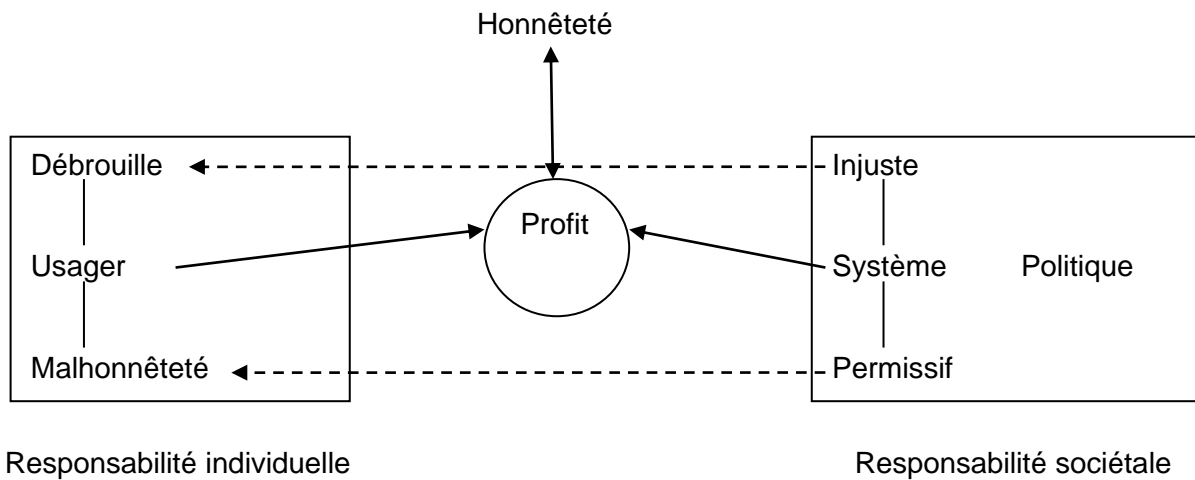 Honnêteté
Débrouille
Injuste
Profit
Usager
Système
Politique
Malhonnêteté
Permissif
Responsabilité individuelle
Responsabilité sociétale